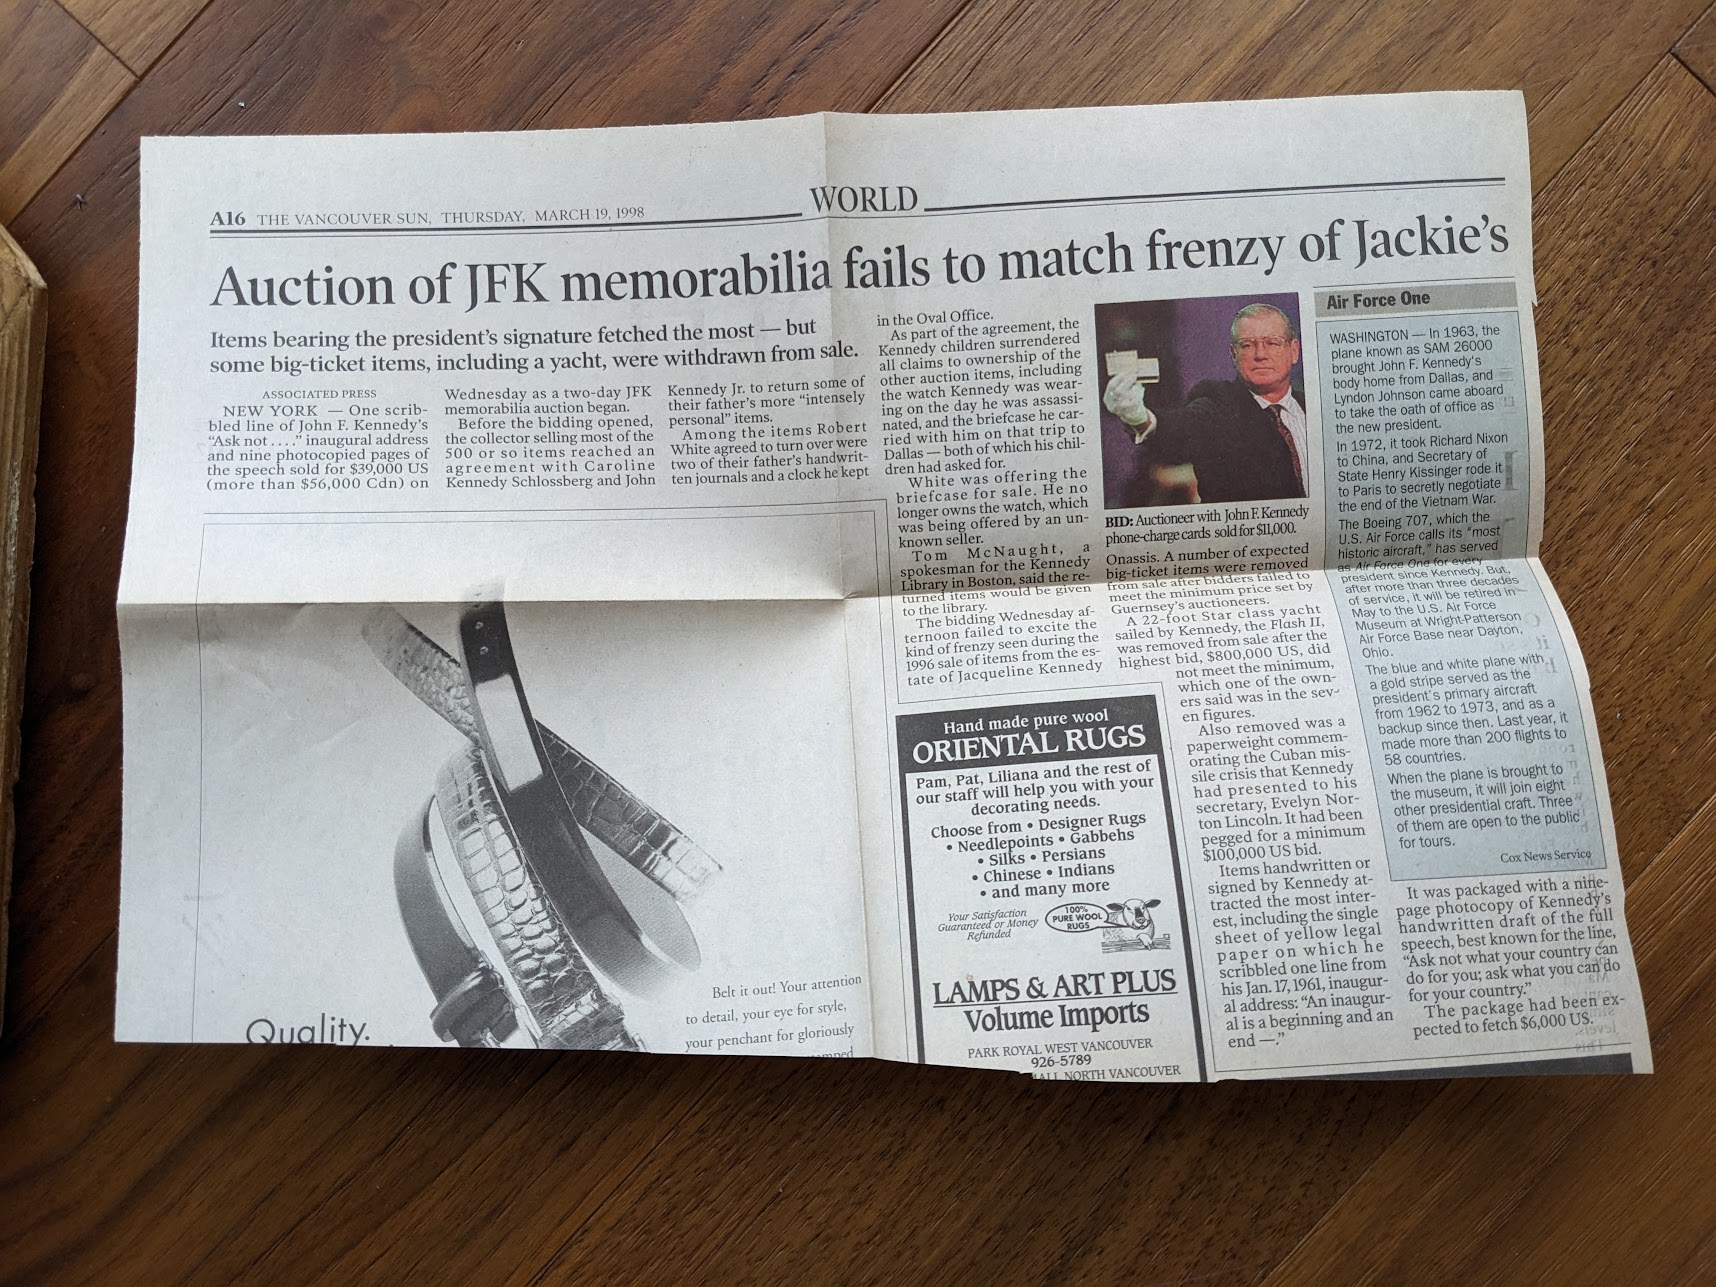 A16 THE VANCOUVER SUN, THURSDAY, MARCH 19, 1998
WORLD
Auction of JFK memorabilia fails to match frenzy of Jackie's
Items bearing the president's signature fetched the most — but
some big-ticket items, including a yacht, were withdrawn from sale.
ASSOCIATED PRESS
NEW YORK — One scrib-
bled line of John F. Kennedy's
"Ask not . . . ." inaugural address
and nine photocopied pages of
the speech sold for $39,000 US
(more than $56,000 Cdn) on
Wednesday as a two-day JFK
memorabilia auction began.
Before the bidding opened,
the collector selling most of the
500 or so items reached an
agreement with Caroline
Kennedy Schlossberg and John
Kennedy Jr. to return some of
their father's more "intensely
personal" items.
Among the items Robert
White agreed to turn over were
two of their father's handwrit-
ten journals and a clock he kept
in the Oval Office.
As part of the agreement, the
Kennedy children surrendered
all claims to ownership of the
other auction items, including
the watch Kennedy was wear-
ing on the day he was assassi-
nated, and the briefcase he car-
ried with him on that trip to
Dallas — both of which his chil-
dren had asked for.
White was offering the
briefcase for sale. He no
longer owns the watch, which
was being offered by an un-
known seller.
Tom McNaught, a
spokesman for the Kennedy
Library in Boston, said the re-
turned items would be given
to the library.
The bidding Wednesday af-
ternoon failed to excite the
kind of frenzy seen during the
1996 sale of items from the es-
tate of Jacqueline Kennedy
BID: Auctioneer with John F. Kennedy
phone-charge cards sold for $11,000.
Onassis. A number of expected
big-ticket items were removed
from sale after bidders failed to
meet the minimum price set by
Guernsey's auctioneers.
A 22-foot Star class yacht
sailed by Kennedy, the Flash II,
was removed from sale after the
highest bid, $800,000 US, did
not meet the minimum,
which one of the own-
ers said was in the sev-
en figures.
Also removed was a
paperweight commem-
orating the Cuban mis-
sile crisis that Kennedy
had presented to his
secretary, Evelyn Nor-
ton Lincoln. It had been
pegged for a minimum
$100,000 US bid.
Items handwritten or
signed by Kennedy at-
tracted the most inter-
est, including the single
sheet of yellow legal
paper on which he
scribbled one line from
his Jan. 17, 1961, inaugur-
al address: "An inaugur-
al is a beginning and an
end —."
It was packaged with a nine-
page photocopy of Kennedy's
handwritten draft of the full
speech, best known for the line,
"Ask not what your country can
do for you; ask what you can do
for your country."
The package had been ex-
pected to fetch $6,000 US.
Air Force One
WASHINGTON — In 1963, the
plane known as SAM 26000
brought John F. Kennedy's
body home from Dallas, and
Lyndon Johnson came aboard
to take the oath of office as
the new president.
In 1972, it took Richard Nixon
to China, and Secretary of
State Henry Kissinger rode it
to Paris to secretly negotiate
the end of the Vietnam War.
The Boeing 707, which the
U.S. Air Force calls its "most
historic aircraft," has served
as Air Force One for every
president since Kennedy. But,
after more than three decades
of service, it will be retired in
May to the U.S. Air Force
Museum at Wright-Patterson
Air Force Base near Dayton,
Ohio.
The blue and white plane with
a gold stripe served as the
president's primary aircraft
from 1962 to 1973, and as a
backup since then. Last year, it
made more than 200 flights to
58 countries.
When the plane is brought to
the museum, it will join eight
other presidential craft. Three
of them are open to the public
for tours.
Cox News Service
Quality.
Belt it out! Your attention
to detail, your eye for style,
your penchant for gloriously
Hand made pure wool
ORIENTAL RUGS
Pam, Pat, Liliana and the rest of
our staff will help you with your
decorating needs.
Choose from • Designer Rugs
• Needlepoints • Gabbehs
• Silks • Persians
• Chinese • Indians
• and many more
Your Satisfaction
Guaranteed or Money
Refunded
100%
PURE WOOL
RUGS
LAMPS & ART PLUS
Volume Imports
PARK ROYAL WEST VANCOUVER
926-5789
NORTH VANCOUVER